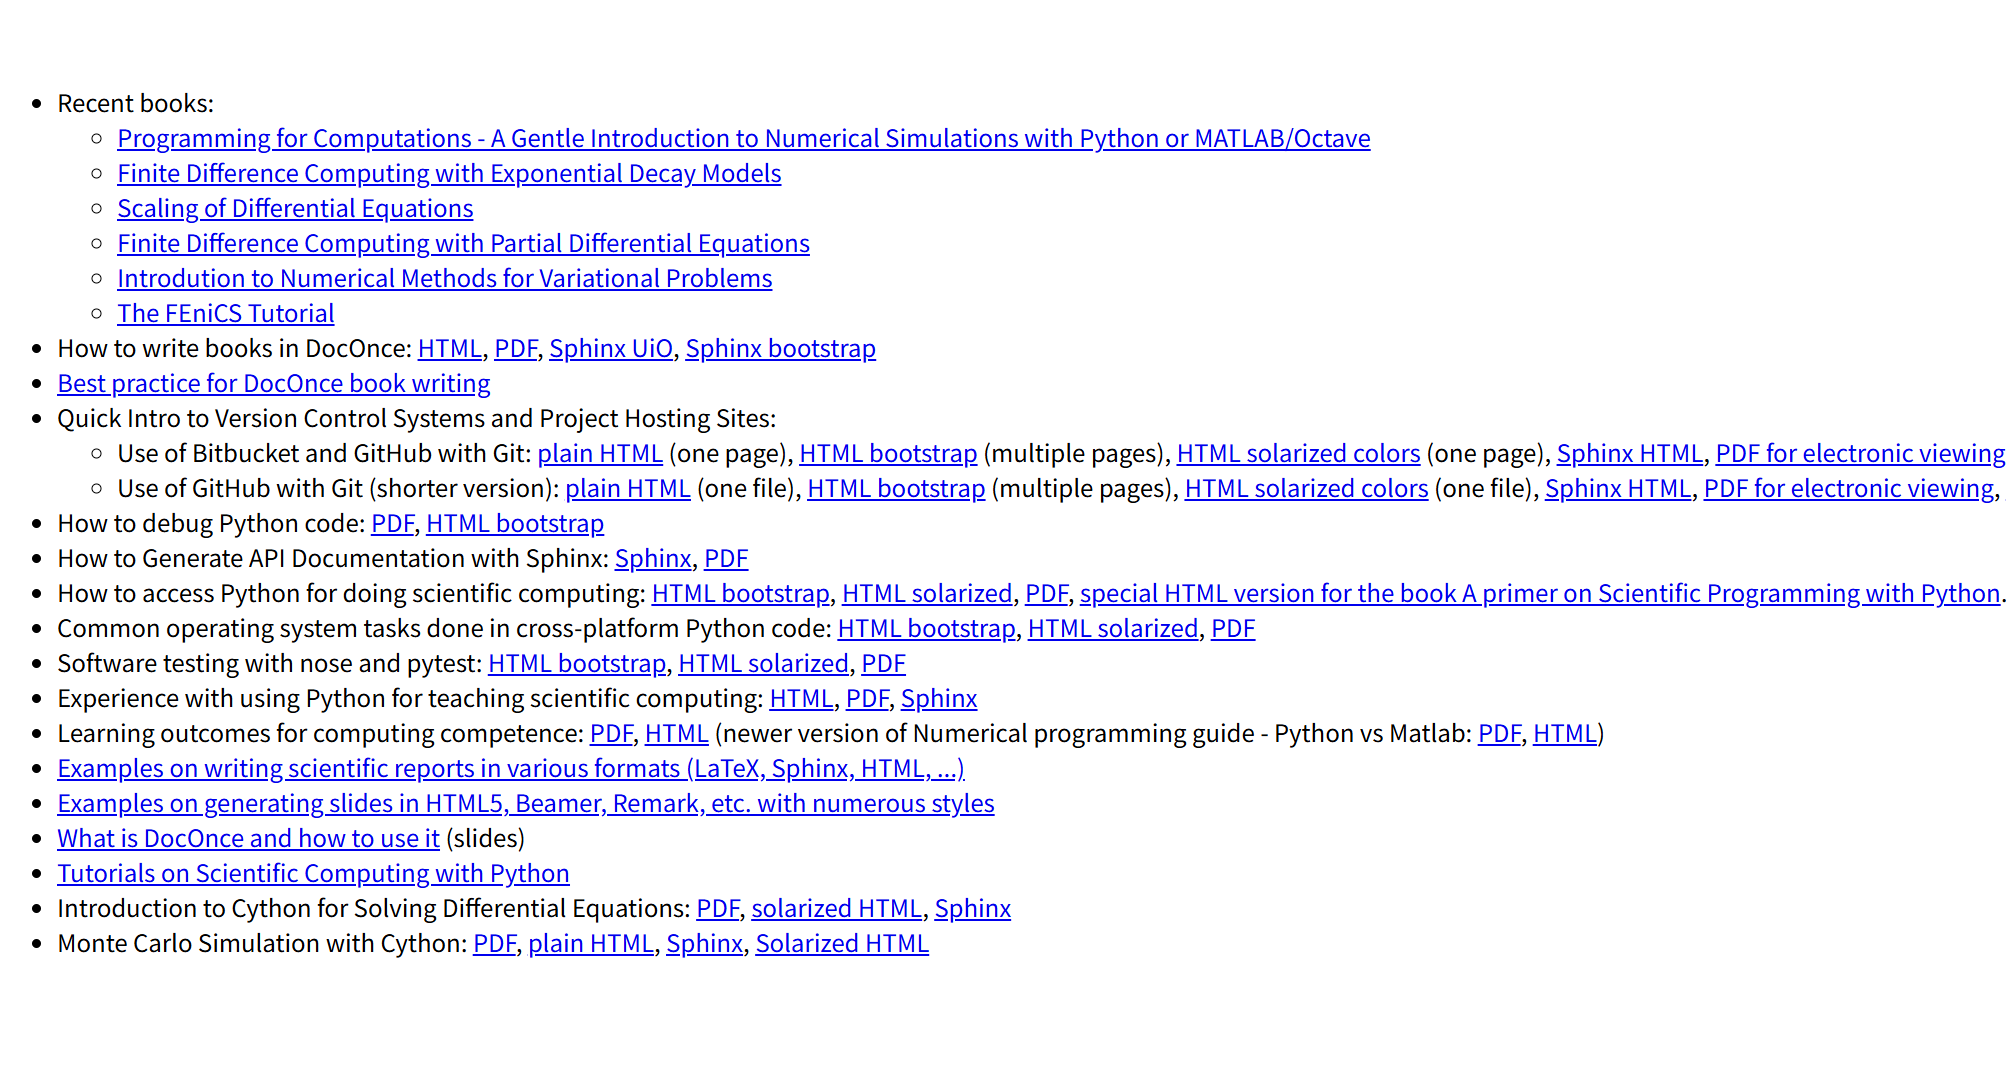 Recent books:
Programming for Computations - A Gentle Introduction to Numerical Simulations with Python or MATLAB/Octave
Finite Difference Computing with Exponential Decay Models
Scaling of Differential Equations
Finite Difference Computing with Partial Differential Equations
Introdution to Numerical Methods for Variational Problems
The FEniCS Tutorial
How to write books in DocOnce: HTML, PDF, Sphinx UiO, Sphinx bootstrap
Best practice for DocOnce book writing
Quick Intro to Version Control Systems and Project Hosting Sites:
Use of Bitbucket and GitHub with Git: plain HTML (one page), HTML bootstrap (multiple pages), HTML solarized colors (one page), Sphinx HTML, PDF for electronic viewing
Use of GitHub with Git (shorter version): plain HTML (one file), HTML bootstrap (multiple pages), HTML solarized colors (one file), Sphinx HTML, PDF for electronic viewing,
How to debug Python code: PDF, HTML bootstrap
How to Generate API Documentation with Sphinx: Sphinx, PDF
How to access Python for doing scientific computing: HTML bootstrap, HTML solarized, PDF, special HTML version for the book A primer on Scientific Programming with Python.
Common operating system tasks done in cross-platform Python code: HTML bootstrap, HTML solarized, PDF
Software testing with nose and pytest: HTML bootstrap, HTML solarized, PDF
Experience with using Python for teaching scientific computing: HTML, PDF, Sphinx
Learning outcomes for computing competence: PDF, HTML (newer version of Numerical programming guide - Python vs Matlab: PDF, HTML)
Examples on writing scientific reports in various formats (LaTeX, Sphinx, HTML, ...)
Examples on generating slides in HTML5, Beamer, Remark, etc. with numerous styles
What is DocOnce and how to use it (slides)
Tutorials on Scientific Computing with Python
Introduction to Cython for Solving Differential Equations: PDF, solarized HTML, Sphinx
Monte Carlo Simulation with Cython: PDF, plain HTML, Sphinx, Solarized HTML